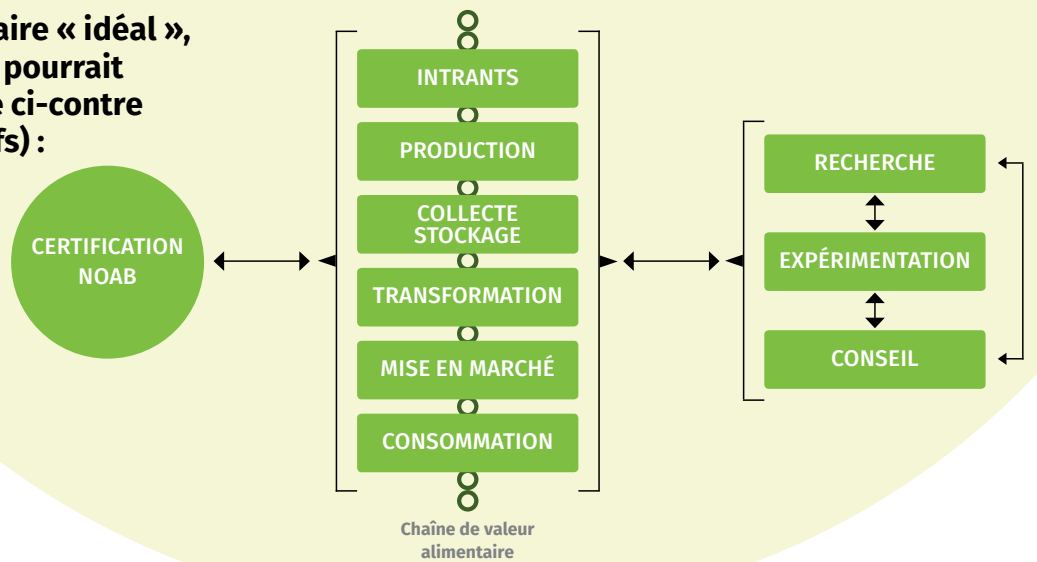 aire « idéal »,
pourrait
e ci-contre
fs) :
CERTIFICATION
NOAB
INTRANTS
PRODUCTION
COLLECTE
STOCKAGE
TRANSFORMATION
MISE EN MARCHÉ
CONSOMMATION
Chaîne de valeur
alimentaire
RECHERCHE
EXPÉRIMENTATION
CONSEIL